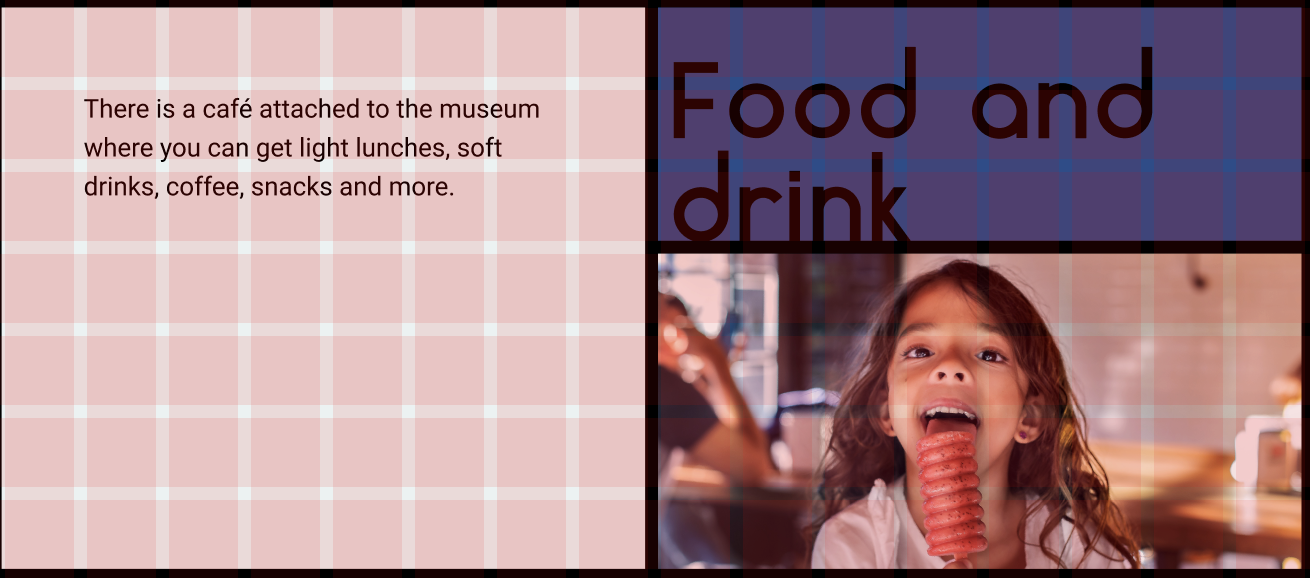 There is a café attached to the museum
where you can get light lunches, soft
drinks, coffee, snacks and more.
Food and
drink